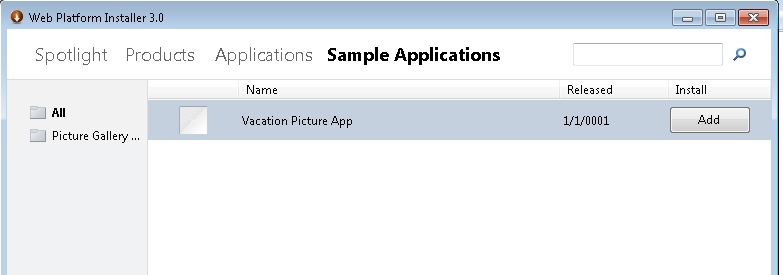 Web Platform Installer 3.0
Spotlight Products Applications Sample Applications
Name Released Install
All
Vacation Picture App 1/1/0001 Add
Picture Gallery ...